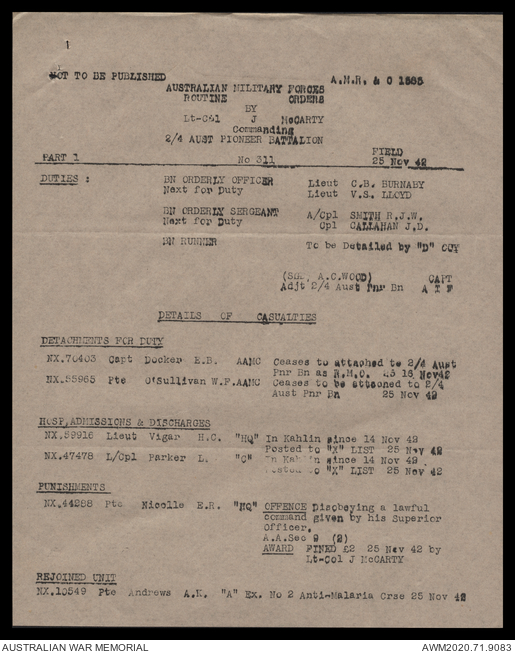 1
NOT TO BE PUBLISHED
A.M.R. & O 1585
AUSTRALIAN MILITARY FORCES
ROUTINE ORDERS
BY
Lt-Col J McCARTY
Commanding
2/4 AUST PIONEER BATTALION
PART 1 No 311 FIELD
25 Nov 42
DUTIES : BN ORDERLY OFFICER Lieut C.B. BURNABY
Next for Duty Lieut V.S. LLOYD
BN ORDERLY SERGEANT A/Cpl SMITH R.J.W.
Next for Duty Cpl CALLAHAN J.D.
BN RUNNER To be Detailed by "D" COY
(Sgd. A.C.WOOD) CAPT
Adjt 2/4 Aust Pnr Bn A I F
DETAILS OF CASUALTIES
DETACHMENTS FOR DUTY
NX.70403 Capt Docker E.B. AAMC Ceases to attached to 2/4 Aust
Pnr Bn as R.M.O. 16 Nov42
NX.55965 Pte O'Sullivan W.F.AAMC Ceases to be attached to 2/4
Aust Pnr Bn 25 Nov 42
HOSP,ADMISSIONS & DISCHARGES
NX.59916 Lieut Vigar H.C. "HQ" In Kahlin since 14 Nov 42
Posted to "X" LIST 25 Nov 42
NX.47478 L/Cpl Parker L. "C" In Kahlin since 14 Nov 42
Posted to "X" LIST 25 Nov 42
PUNISHMENTS
NX.44288 Pte Nicolle E.R. "HQ" OFFENCE Disobeying a lawful
command given by his Superior
Officer.
A.A.Sec 9 (2)
AWARD FINED £2 25 Nov 42 by
Lt-Col J McCARTY
REJOINED UNIT
NX.10549 Pte Andrews A.K. "A" Ex. No 2 Anti-Malaria Crse 25 Nov 42
AUSTRALIAN WAR MEMORIAL AWM2020.71.9083